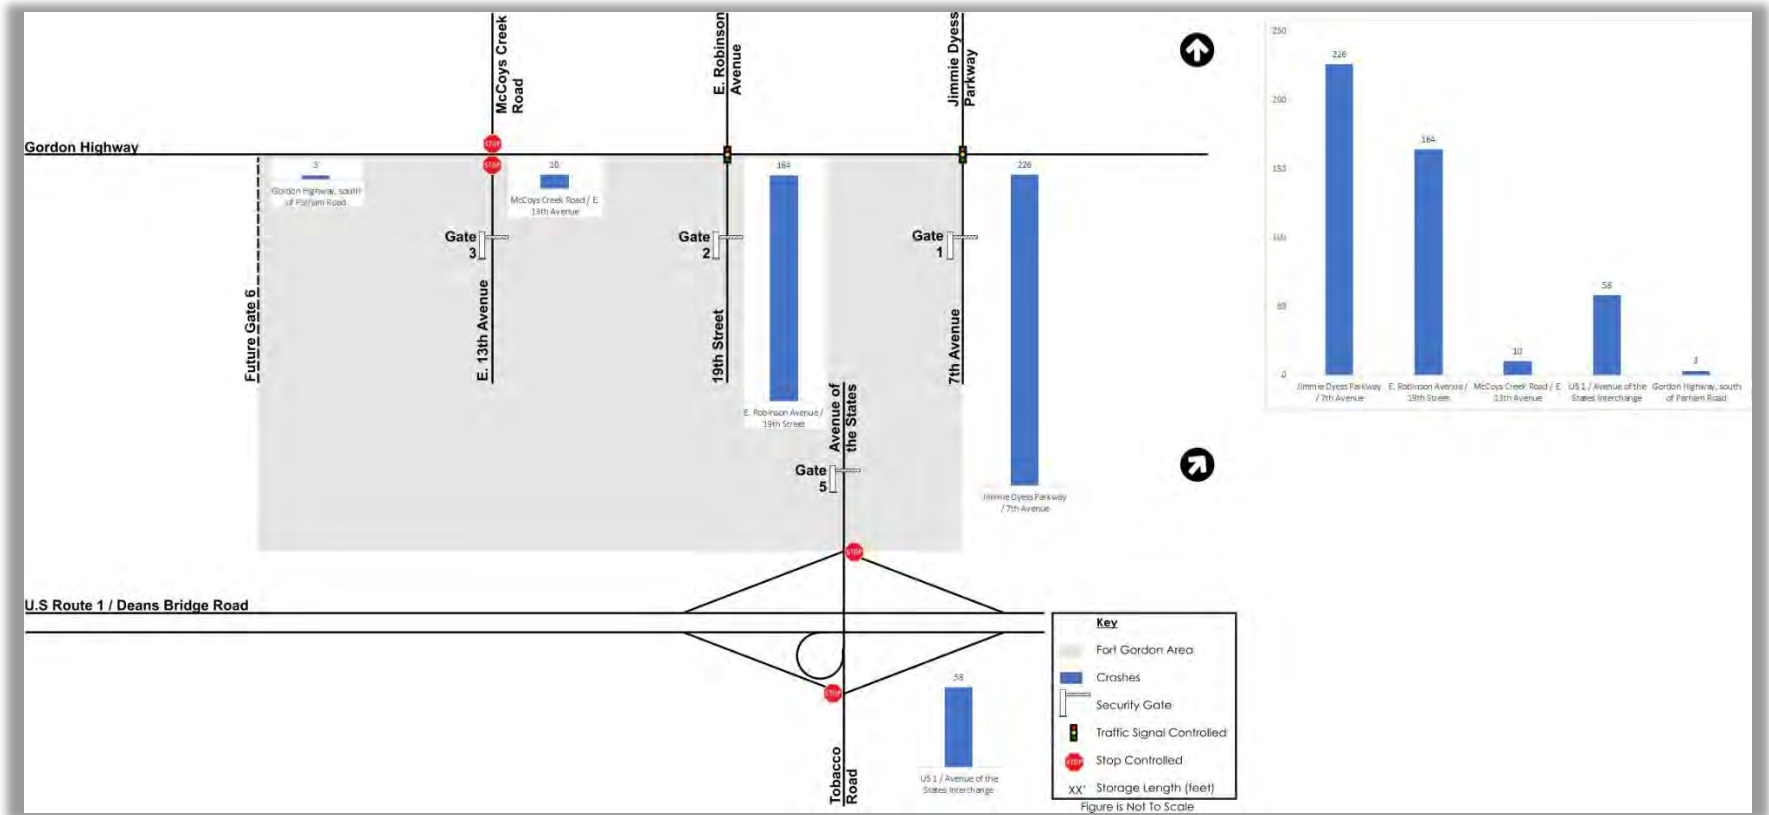 McCoys Creek
Road
E. Robinson
Avenue
Jimmie Dyess
Parkway
Gordon Highway
3
Gordon Highway, south
of Parham Road
STOP
STOP
10
McCoys Creek Road / E.
13th Avenue
184
E. Robinson Avenue /
19th Street
226
Jimmie Dyess Parkway
/ 7th Avenue
Gate
3
Gate
2
Gate
1
Future Gate 6
E. 13th Avenue
19th Street
7th Avenue
Avenue of
the States
Gate
5
STOP
U.S Route 1 / Deans Bridge Road
STOP
Tobacco
Road
58
US 1 / Avenue of the
States Interchange
Key
Fort Gordon Area
Crashes
Security Gate
Traffic Signal Controlled
STOP
Stop Controlled
XX' Storage Length (feet)
Figure is Not To Scale
250
200
150
100
50
0
226
164
10
58
3
Jimmie Dyess Parkway
/ 7th Avenue
E. Robinson Avenue /
19th Street
McCoys Creek Road / E.
13th Avenue
US 1 / Avenue of the
States Interchange
Gordon Highway, south
of Parham Road